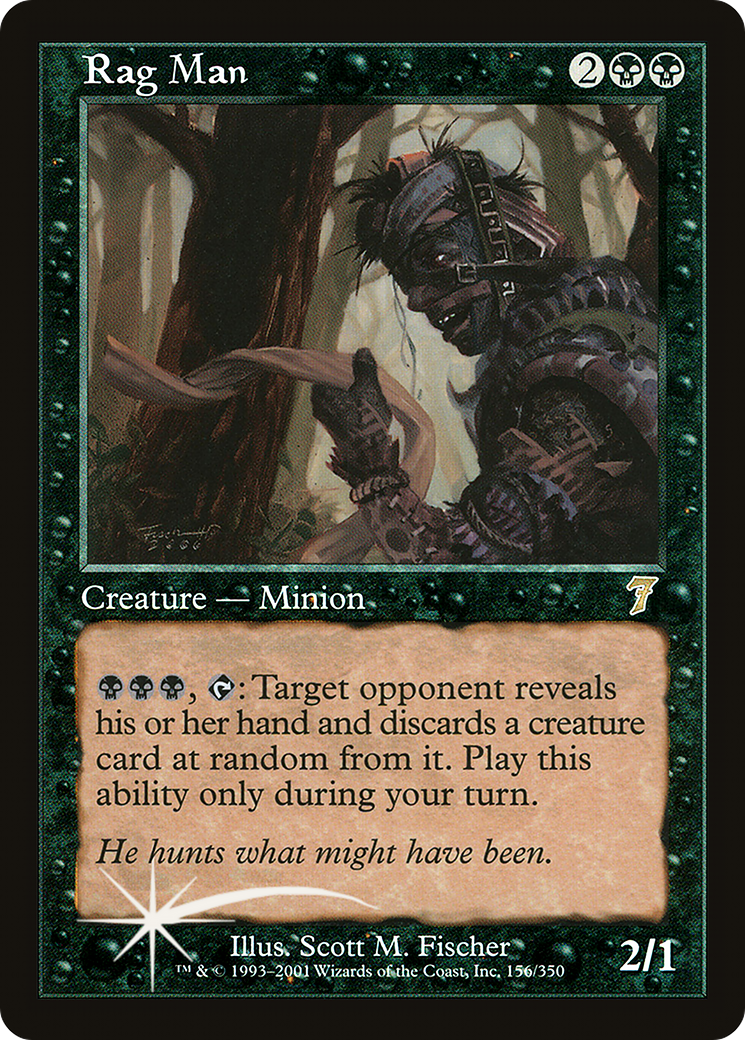 Rag Man
2
Creature — Minion
7
, : Target opponent reveals
his or her hand and discards a creature
card at random from it. Play this
ability only during your turn.
He hunts what might have been.
Illus. Scott M. Fischer
2/1
™ & © 1993–2001 Wizards of the Coast, Inc. 156/350